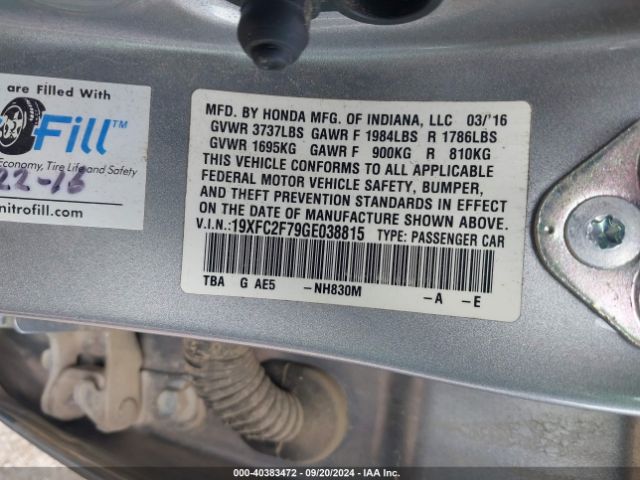 are Filled With
Fill™
Economy, Tire Life and Safety
22-16
nitrofill.com
MFD. BY HONDA MFG. OF INDIANA, LLC 03/'16
GVWR 3737LBS GAWR F 1984LBS R 1786LBS
GVWR 1695KG GAWR F 900KG R 810KG
THIS VEHICLE CONFORMS TO ALL APPLICABLE
FEDERAL MOTOR VEHICLE SAFETY, BUMPER,
AND THEFT PREVENTION STANDARDS IN EFFECT
ON THE DATE OF MANUFACTURE SHOWN ABOVE.
V.I.N.:19XFC2F79GE038815 TYPE: PASSENGER CAR
TBA G AE5 -NH830M -A -E
000-40383472 - 09/20/2024 - IAA Inc.